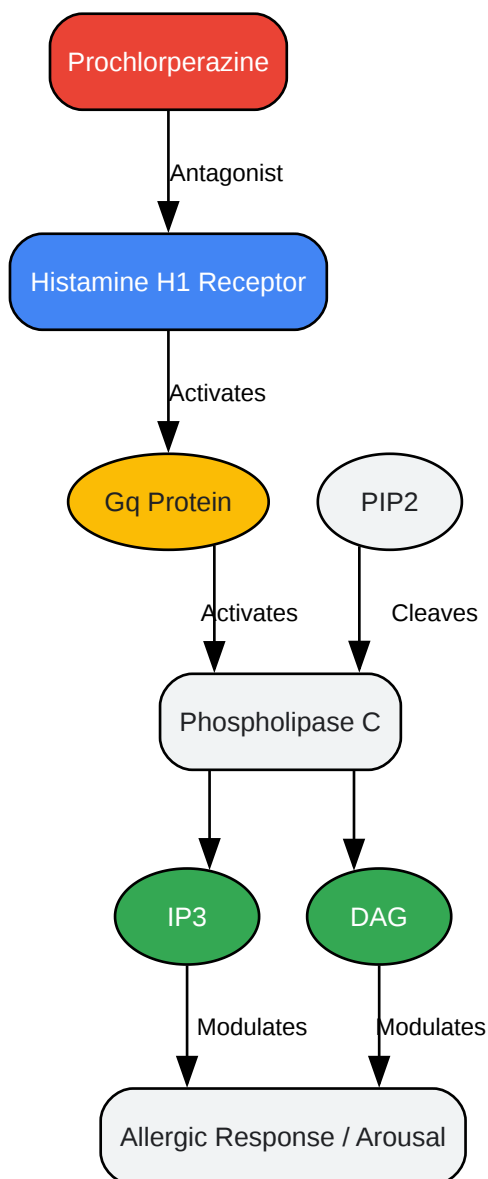 Prochlorperazine
Antagonist
Histamine H1 Receptor
Activates
Gq Protein
PIP2
Activates
Cleaves
Phospholipase C
IP3
DAG
Modulates
Modulates
Allergic Response / Arousal